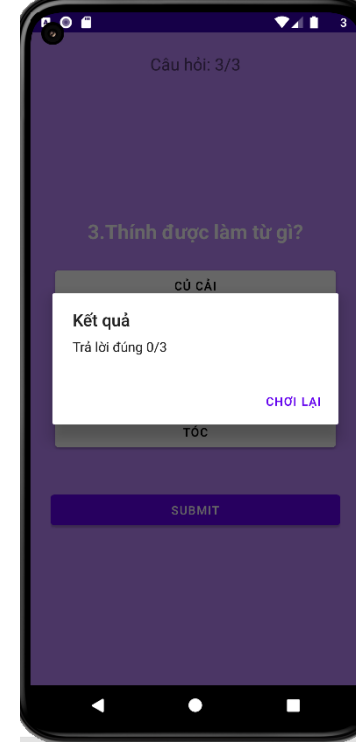 3
Câu hỏi: 3/3
3.Thính được làm từ gì?
CỦ CẢI
Kết quả
Trả lời đúng 0/3
CHƠI LẠI
TÓC
SUBMIT